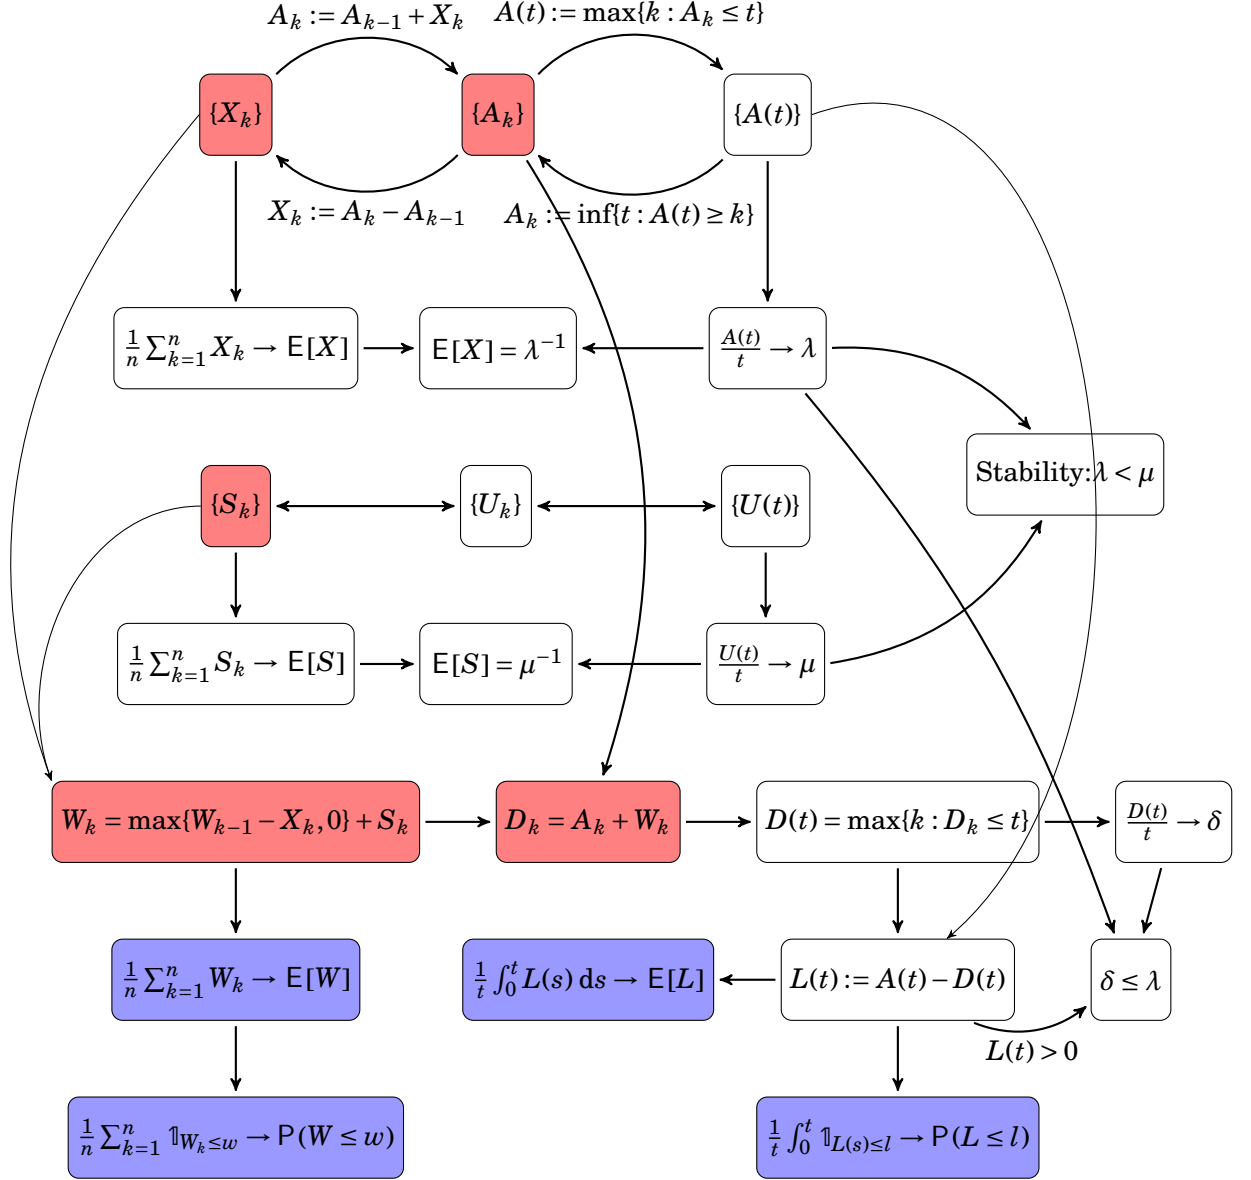 A_k := A_{k−1} + X_k
A(t) := max{k : A_k ≤ t}
{X_k}
{A_k}
{A(t)}
X_k := A_k − A_{k−1}
A_k := inf{t : A(t) ≥ k}
1/n ∑_{k=1}^n X_k → E[X]
E[X] = λ^{−1}
A(t)/t → λ
Stability: λ < μ
{S_k}
{U_k}
{U(t)}
1/n ∑_{k=1}^n S_k → E[S]
E[S] = μ^{−1}
U(t)/t → μ
W_k = max{W_{k−1} − X_k, 0} + S_k
D_k = A_k + W_k
D(t) = max{k : D_k ≤ t}
D(t)/t → δ
1/n ∑_{k=1}^n W_k → E[W]
1/t ∫_0^t L(s) ds → E[L]
L(t) := A(t) − D(t)
δ ≤ λ
L(t) > 0
1/n ∑_{k=1}^n 𝟙_{W_k ≤ w} → P(W ≤ w)
1/t ∫_0^t 𝟙_{L(s) ≤ l} → P(L ≤ l)